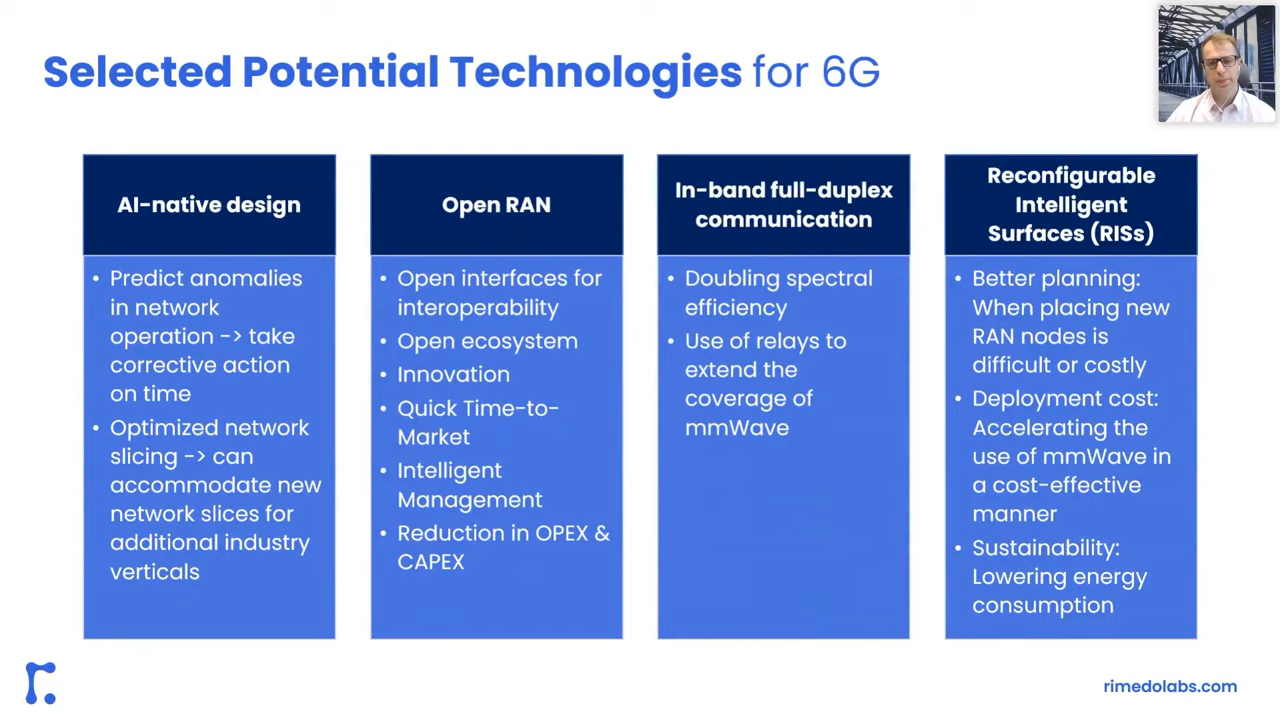 Selected Potential Technologies for 6G
AI-native design
• Predict anomalies
in network
operation -> take
corrective action
on time
• Optimized network
slicing -> can
accommodate new
network slices for
additional industry
verticals
Open RAN
• Open interfaces for
interoperability
• Open ecosystem
• Innovation
• Quick Time-to-
Market
• Intelligent
Management
• Reduction in OPEX &
CAPEX
In-band full-duplex
communication
• Doubling spectral
efficiency
• Use of relays to
extend the
coverage of
mmWave
Reconfigurable
Intelligent
Surfaces (RISs)
• Better planning:
When placing new
RAN nodes is
difficult or costly
• Deployment cost:
Accelerating the
use of mmWave in
a cost-effective
manner
• Sustainability:
Lowering energy
consumption
rimedolabs.com